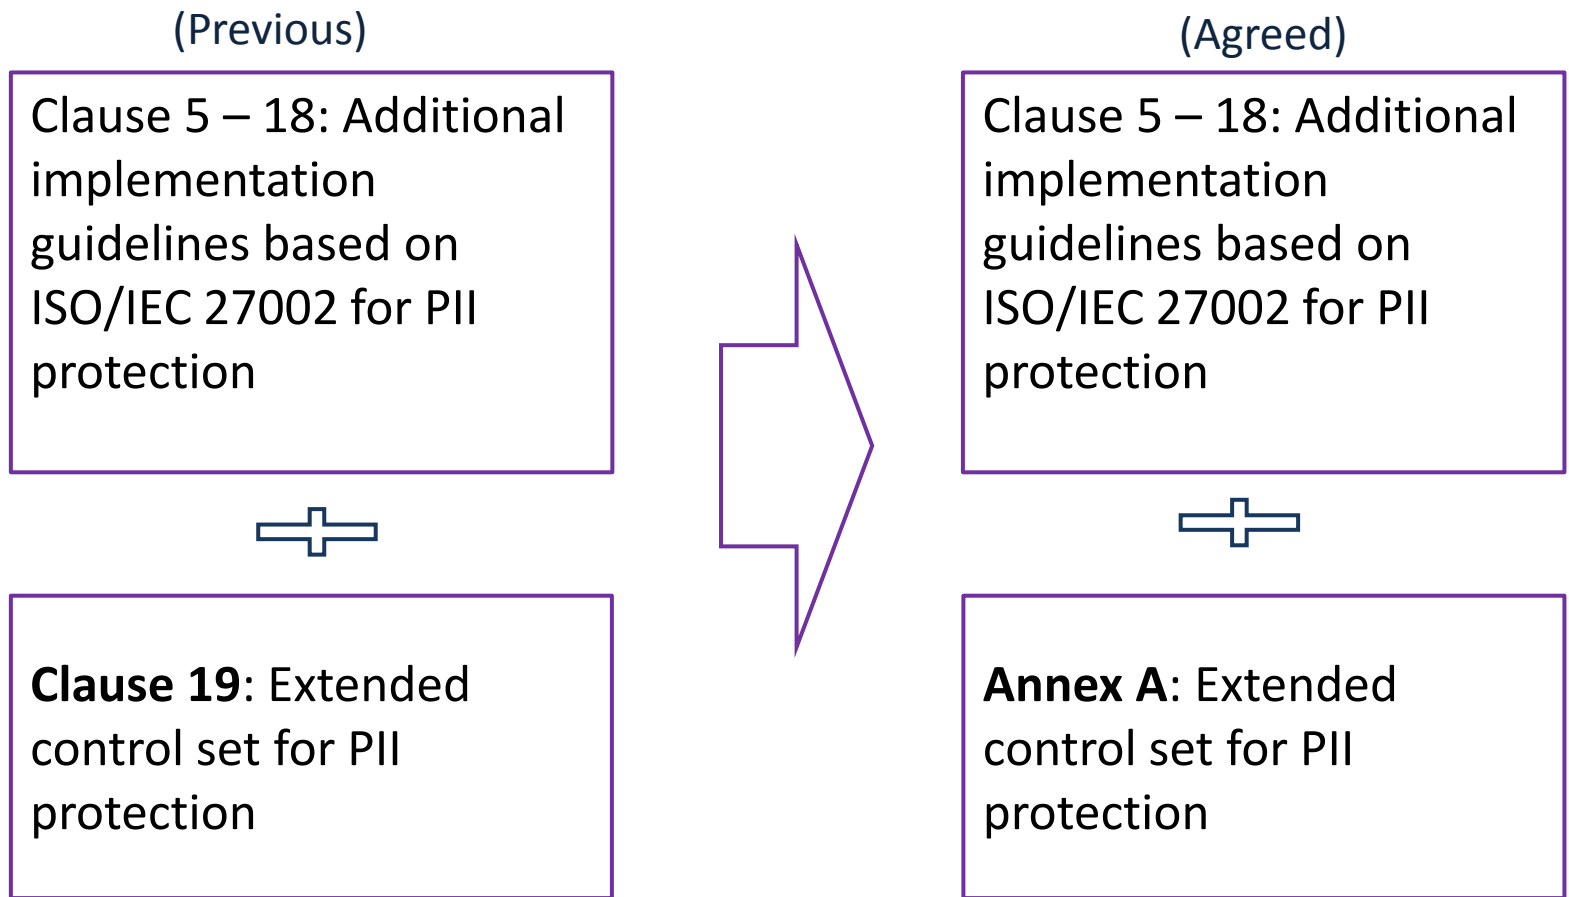 (Previous)
Clause 5 – 18: Additional
implementation
guidelines based on
ISO/IEC 27002 for PII
protection
Clause 19: Extended
control set for PII
protection
(Agreed)
Clause 5 – 18: Additional
implementation
guidelines based on
ISO/IEC 27002 for PII
protection
Annex A: Extended
control set for PII
protection